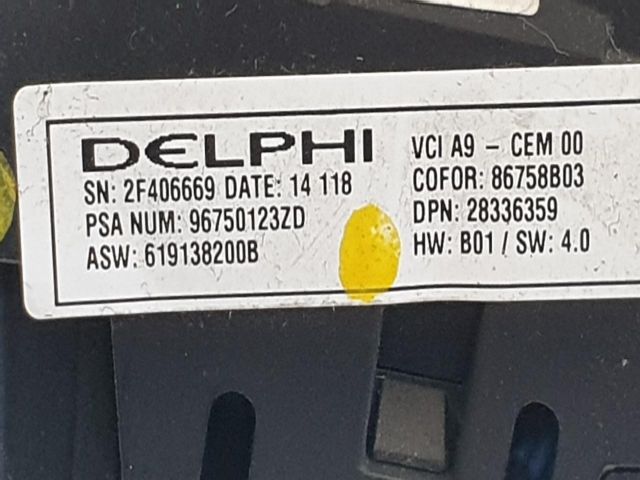 DELPHI
SN: 2F406669 DATE: 14 118
PSA NUM: 96750123ZD
ASW: 619138200B
VCI A9 - CEM 00
COFOR: 86758B03
DPN: 28336359
HW: B01 / SW: 4.0